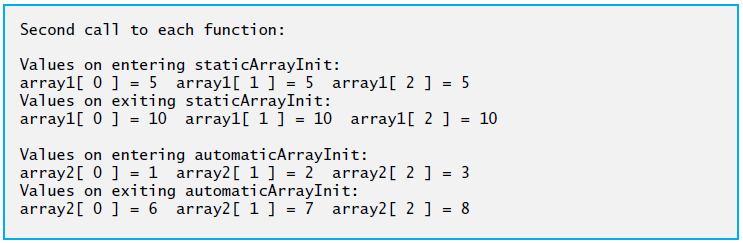 Second call to each function:
Values on entering staticArrayInit:
array1[ 0 ] = 5  array1[ 1 ] = 5  array1[ 2 ] = 5
Values on exiting staticArrayInit:
array1[ 0 ] = 10  array1[ 1 ] = 10  array1[ 2 ] = 10
Values on entering automaticArrayInit:
array2[ 0 ] = 1  array2[ 1 ] = 2  array2[ 2 ] = 3
Values on exiting automaticArrayInit:
array2[ 0 ] = 6  array2[ 1 ] = 7  array2[ 2 ] = 8